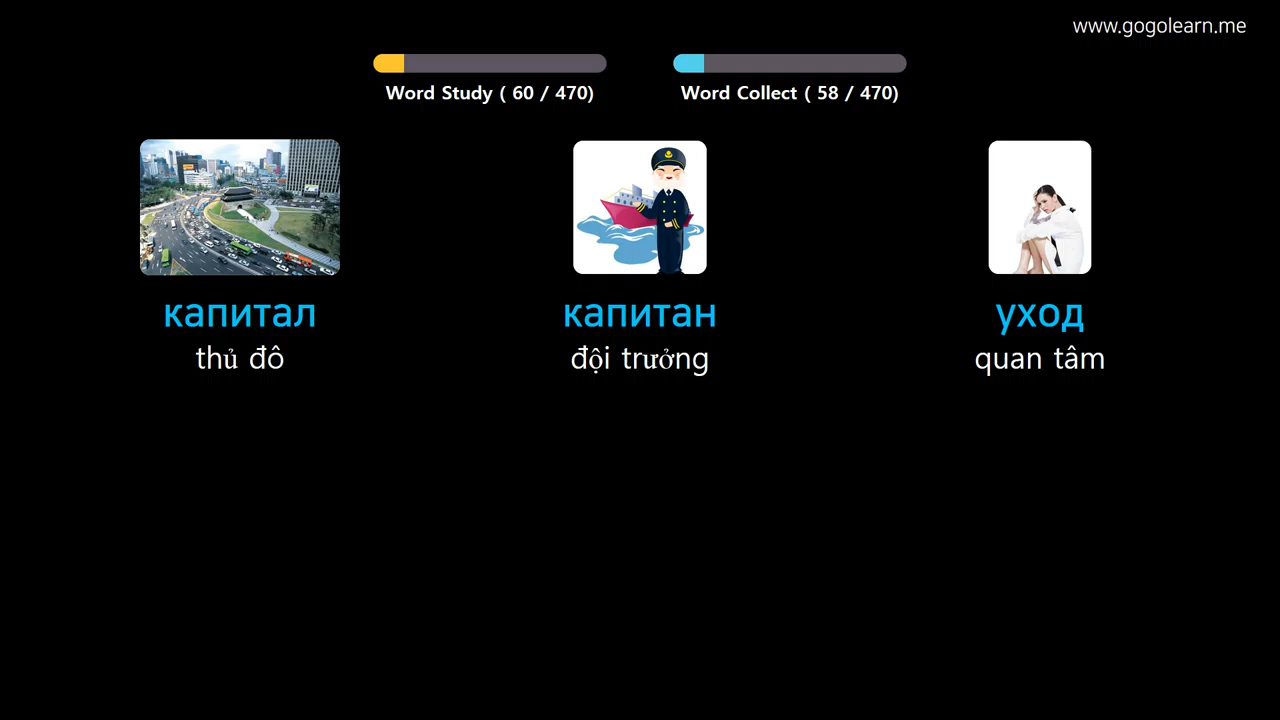 www.gogolearn.me
Word Study ( 60 / 470)
Word Collect ( 58 / 470)
капитал
капитан
уход
thủ đô
đội trưởng
quan tâm